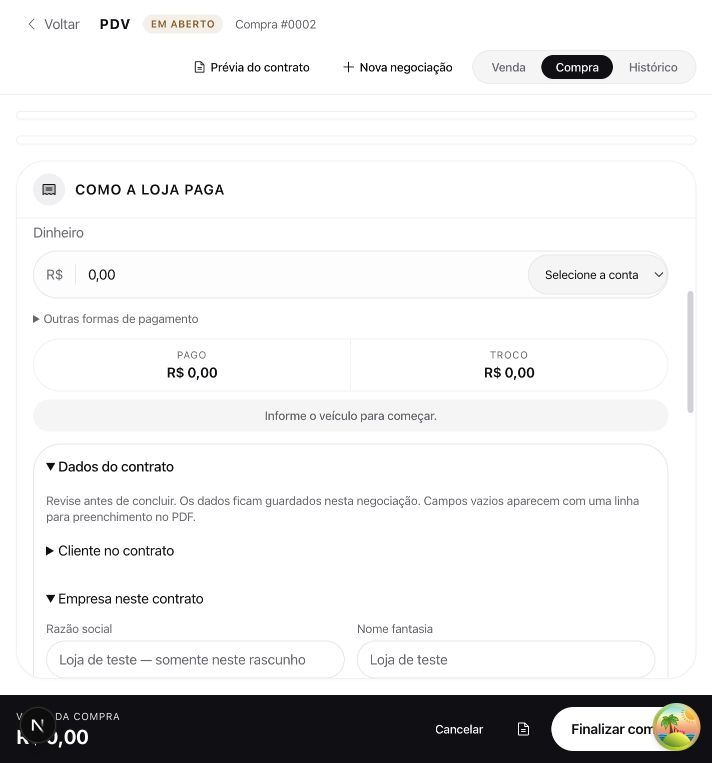 Voltar PDV EM ABERTO Compra #0002
Prévia do contrato Nova negociação Venda Compra Histórico
COMO A LOJA PAGA
Dinheiro
R$ 0,00 Selecione a conta
Outras formas de pagamento
PAGO TROCO
R$ 0,00 R$ 0,00
Informe o veículo para começar.
Dados do contrato
Revise antes de concluir. Os dados ficam guardados nesta negociação. Campos vazios aparecem com uma linha
para preenchimento no PDF.
Cliente no contrato
Empresa neste contrato
Razão social Nome fantasia
Loja de teste — somente neste rascunho Loja de teste
DA COMPRA
N
0,00 Cancelar Finalizar com